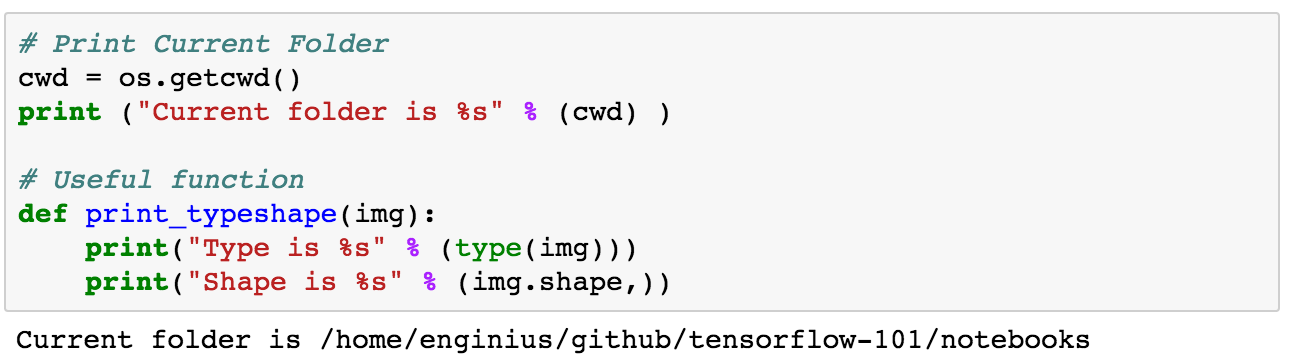 # Print Current Folder
cwd = os.getcwd()
print ("Current folder is %s" % (cwd) )
# Useful function
def print_typeshape(img):
    print("Type is %s" % (type(img)))
    print("Shape is %s" % (img.shape,))
Current folder is /home/enginius/github/tensorflow-101/notebooks